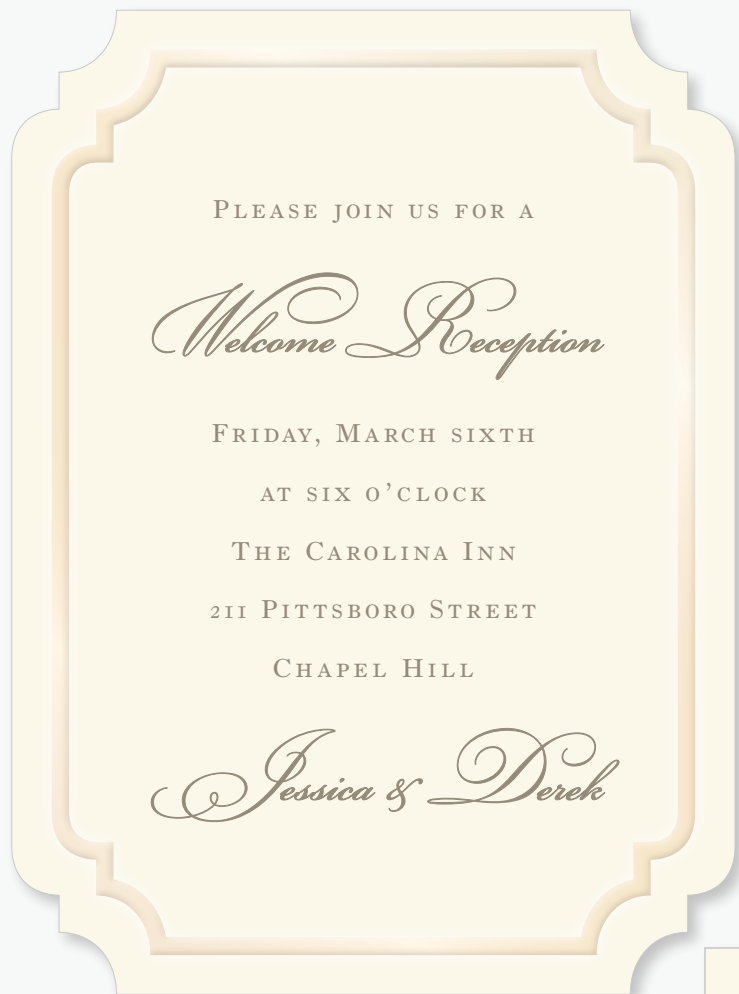 Please join us for a
Welcome Reception
Friday, March sixth
at six o’clock
The Carolina Inn
211 Pittsboro Street
Chapel Hill
Jessica & Derek